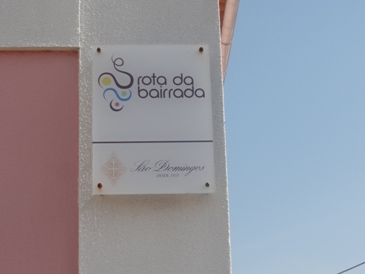 rota da
bairrada
São Domingos